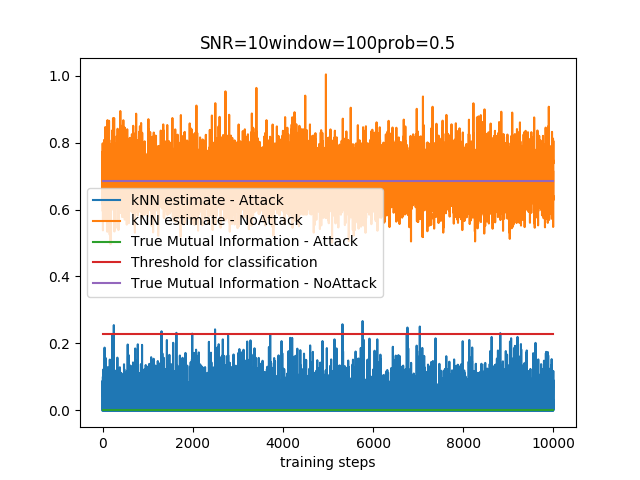 SNR=10window=100prob=0.5
1.0
0.8
0.6
0.4
0.2
0.0
kNN estimate - Attack
kNN estimate - NoAttack
True Mutual Information - Attack
Threshold for classification
True Mutual Information - NoAttack
0 2000 4000 6000 8000 10000
training steps